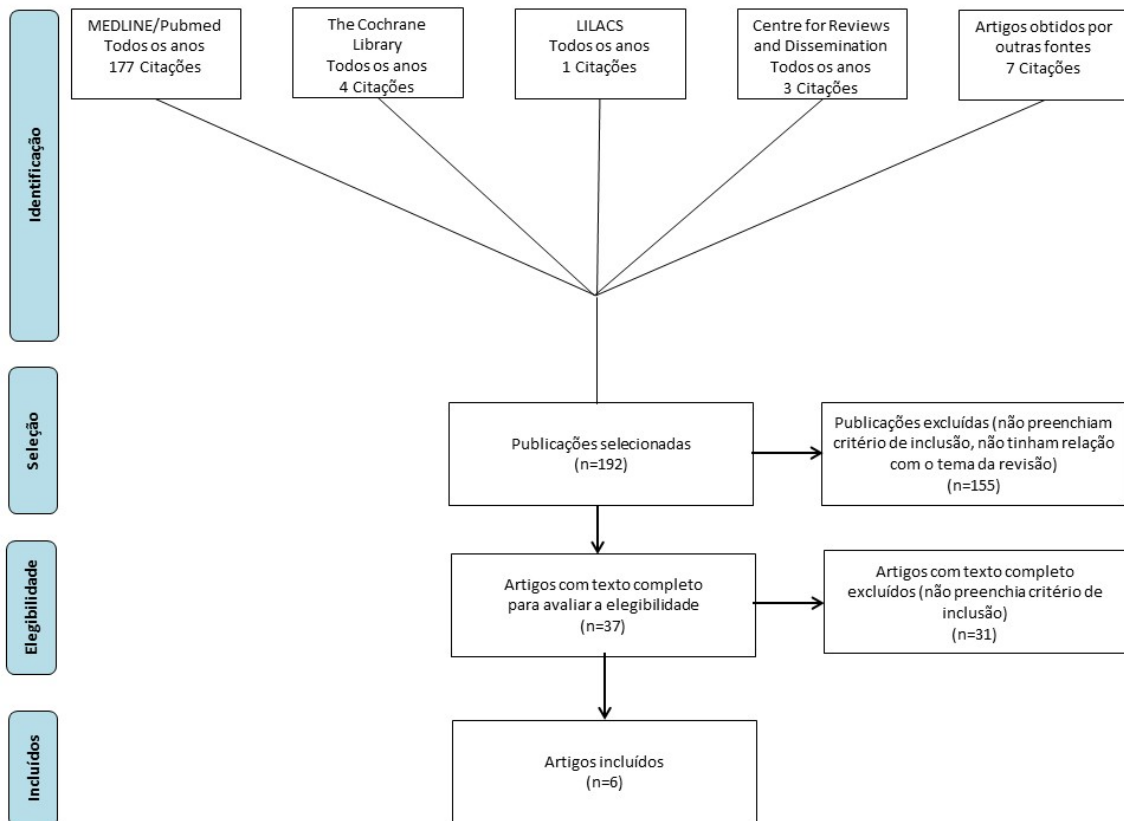 Identificação
MEDLINE/Pubmed
Todos os anos
177 Citações
The Cochrane
Library
Todos os anos
4 Citações
LILACS
Todos os anos
1 Citações
Centre for Reviews
and Dissemination
Todos os anos
3 Citações
Artigos obtidos por
outras fontes
7 Citações
Seleção
Publicações selecionadas
(n=192)
Publicações excluídas (não preenchiam
critério de inclusão, não tinham relação
com o tema da revisão)
(n=155)
Elegibilidade
Artigos com texto completo
para avaliar a elegibilidade
(n=37)
Artigos com texto completo
excluídos (não preenchia critério de
inclusão)
(n=31)
Incluídos
Artigos incluídos
(n=6)